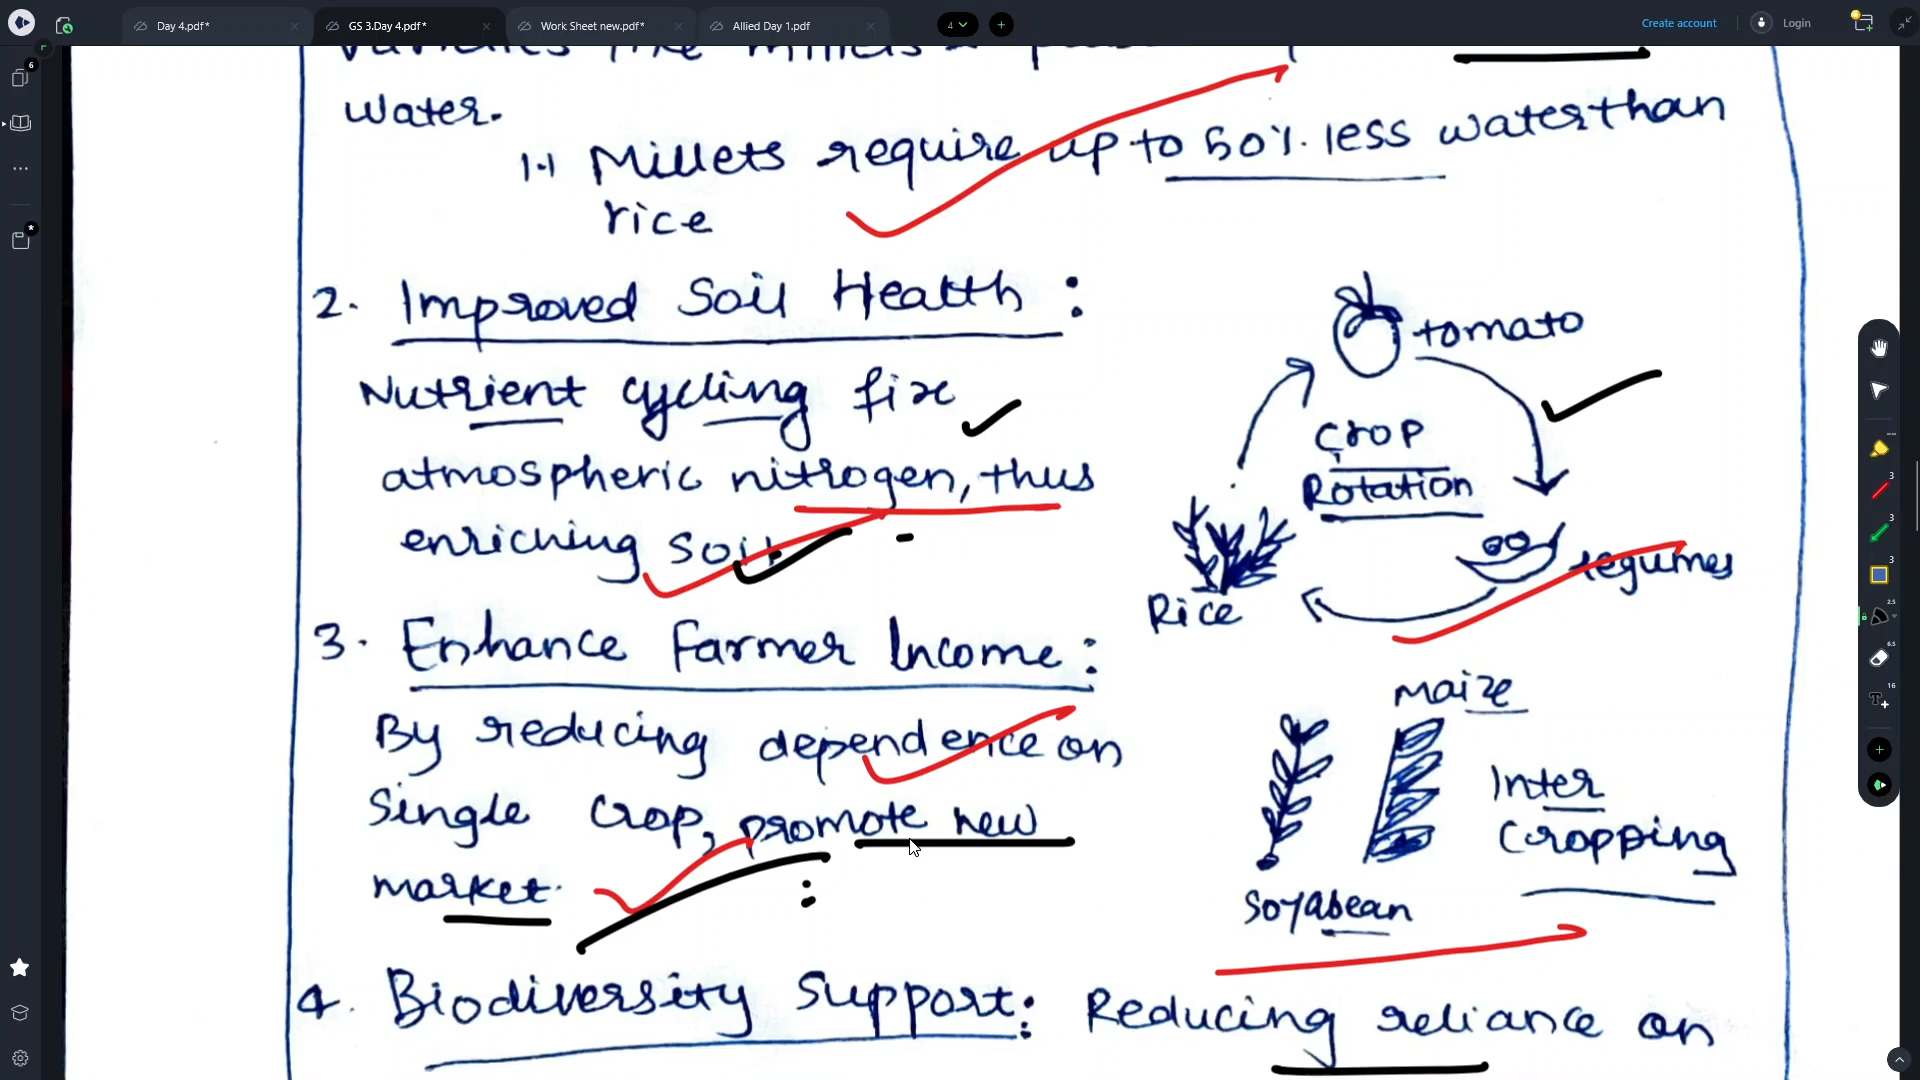 Day 4.pdf*
GS 3.Day 4.pdf*
Work Sheet new.pdf*
Allied Day 1.pdf
4
Create account
Login
water.
1.1 Millets require up to 50% less water than
rice
2. Improved Soil Health:
Nutrient cycling fix
atmospheric nitrogen, thus
enriching soil
tomato
Crop
Rotation
legumes
Rice
3. Enhance Farmer Income:
By reducing dependence on
Single Crop, promote new
market.
Maize
Inter
Cropping
Soyabean
4. Biodiversity Support: Reducing reliance on